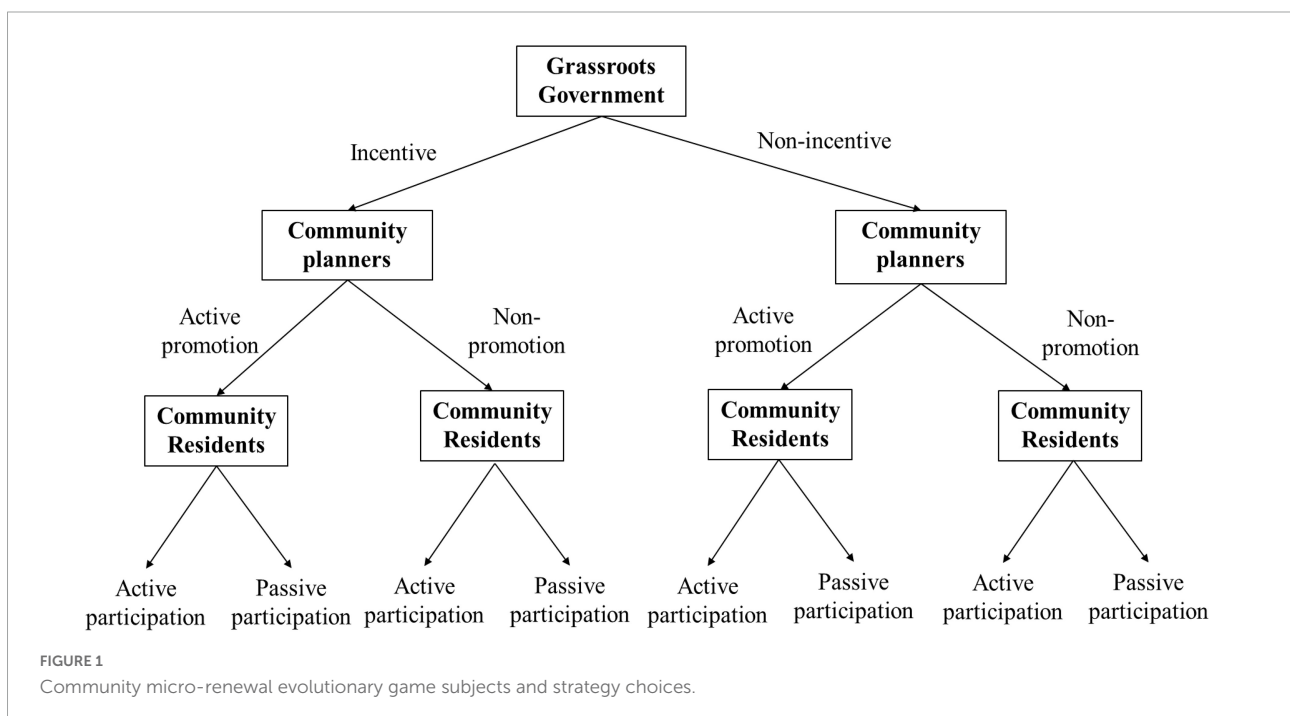 Grassroots
Government
Incentive
Non-incentive
Community
planners
Community
planners
Active
promotion
Non-
promotion
Active
promotion
Non-
promotion
Community
Residents
Community
Residents
Community
Residents
Community
Residents
Active
participation
Passive
participation
Active
participation
Passive
participation
Active
participation
Passive
participation
Active
participation
Passive
participation
FIGURE 1
Community micro-renewal evolutionary game subjects and strategy choices.